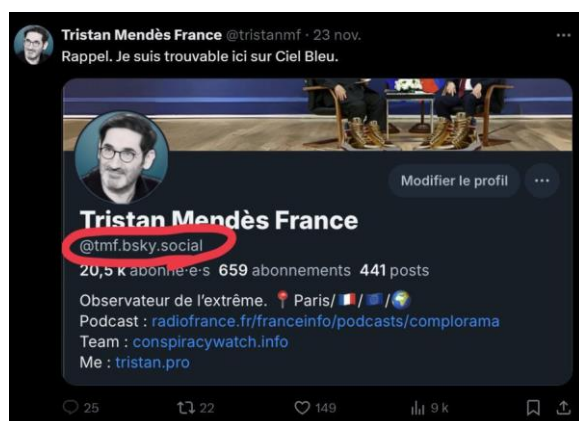 Tristan Mendès France @tristanmf · 23 nov.
Rappel. Je suis trouvable ici sur Ciel Bleu.
Modifier le profil
Tristan Mendès France
@tmf.bsky.social
20,5 k abonné·e·s 659 abonnements 441 posts
Observateur de l'extrême. 📍 Paris/🇫🇷/🇪🇺/🌍
Podcast : radiofrance.fr/franceinfo/podcasts/complorama
Team : conspiracywatch.info
Me : tristan.pro
25 22 149 9 k